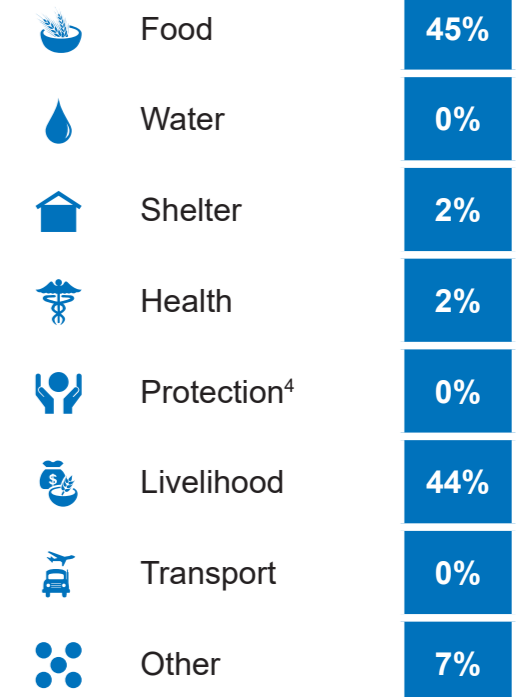 Food 45%
Water 0%
Shelter 2%
Health 2%
Protection⁴ 0%
$ Livelihood 44%
Transport 0%
Other 7%